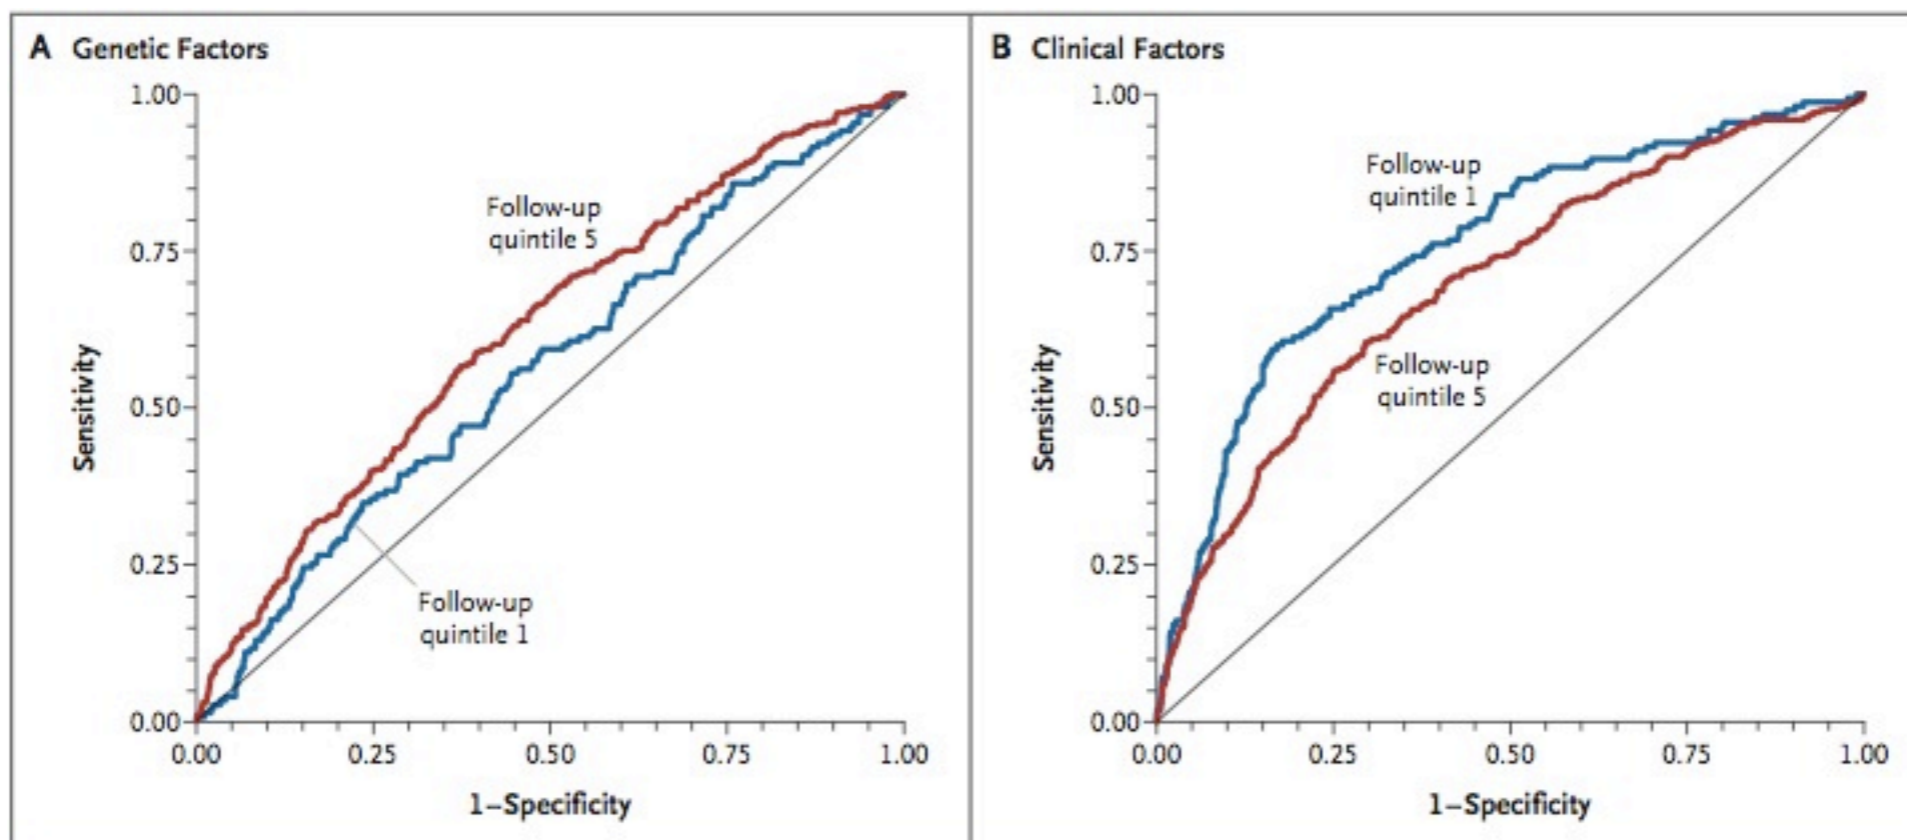 A Genetic Factors
1.00
0.75
0.50
0.25
0.00
Sensitivity
Follow-up
quintile 5
Follow-up
quintile 1
0.00 0.25 0.50 0.75 1.00
1–Specificity
B Clinical Factors
1.00
0.75
0.50
0.25
0.00
Sensitivity
Follow-up
quintile 1
Follow-up
quintile 5
0.00 0.25 0.50 0.75 1.00
1–Specificity